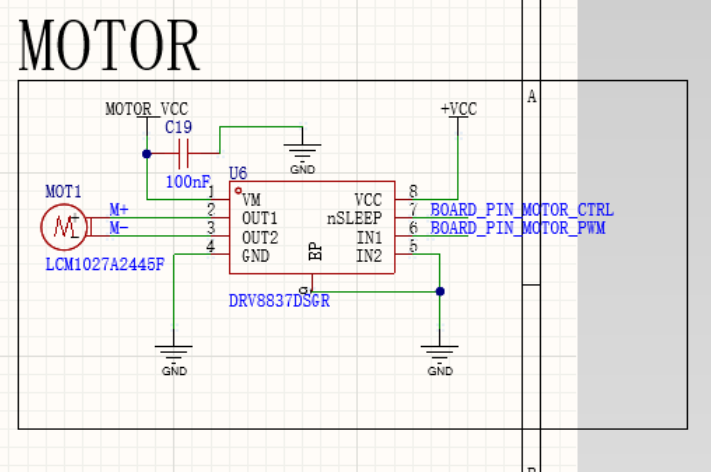 MOTOR
MOTOR_VCC
+VCC
A
C19
GND
100nF
U6
MOT1
1
VM
VCC
8
M+
2
OUT1
nSLEEP
7
BOARD_PIN_MOTOR_CTRL
M
M-
3
OUT2
IN1
6
BOARD_PIN_MOTOR_PWM
4
GND
BP
IN2
5
LCM1027A2445F
9
DRV8837DSGR
GND
GND